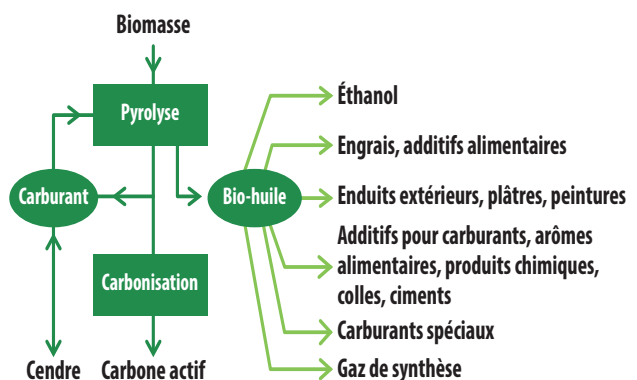 Biomasse
Pyrolyse
Carburant
Bio-huile
Carbonisation
Cendre
Carbone actif
Éthanol
Engrais, additifs alimentaires
Enduits extérieurs, plâtres, peintures
Additifs pour carburants, arômes
alimentaires, produits chimiques,
colles, ciments
Carburants spéciaux
Gaz de synthèse